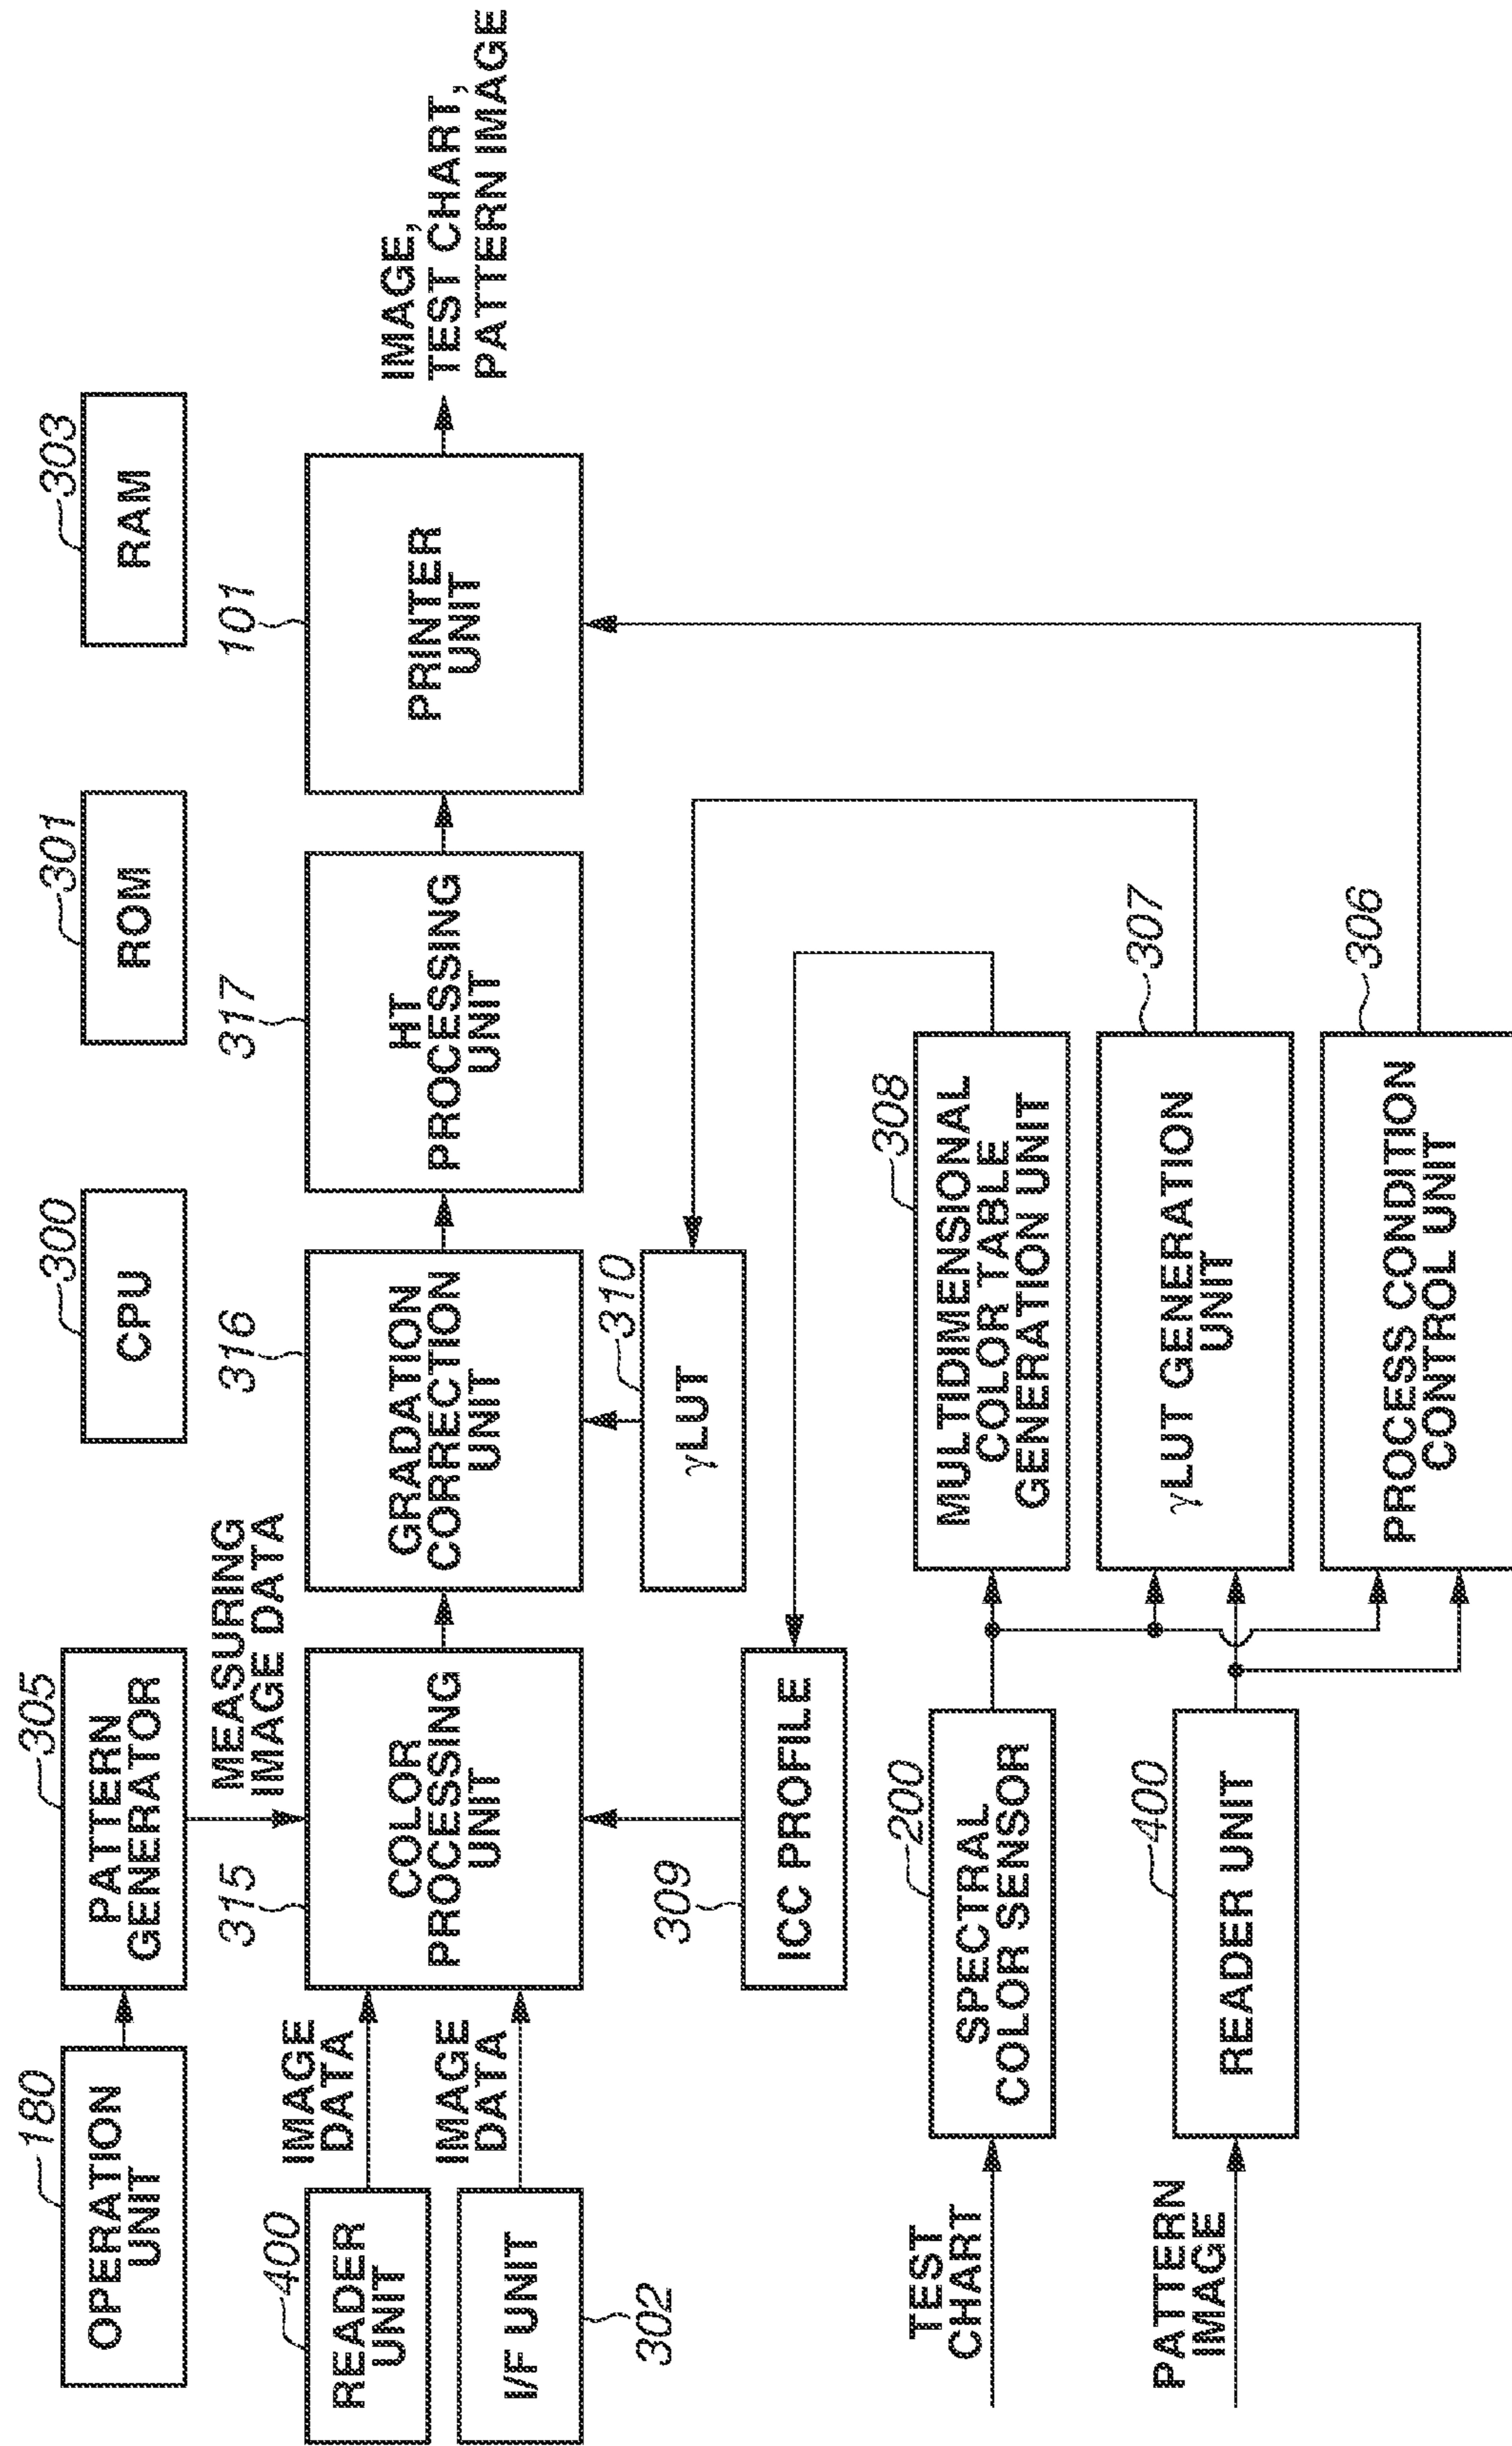 180
OPERATION
UNIT
305
PATTERN
GENERATOR
300
CPU
301
ROM
303
RAM
MEASURING
IMAGE DATA
400
READER
UNIT
IMAGE
DATA
I/F UNIT
302
IMAGE
DATA
315
COLOR
PROCESSING
UNIT
316
GRADATION
CORRECTION
UNIT
317
HT
PROCESSING
UNIT
101
PRINTER
UNIT
IMAGE,
TEST CHART,
PATTERN IMAGE
309
ICC PROFILE
310
γLUT
TEST
CHART
200
SPECTRAL
COLOR SENSOR
308
MULTIDIMENSIONAL
COLOR TABLE
GENERATION UNIT
PATTERN
IMAGE
400
READER UNIT
307
γLUT GENERATION
UNIT
306
PROCESS CONDITION
CONTROL UNIT